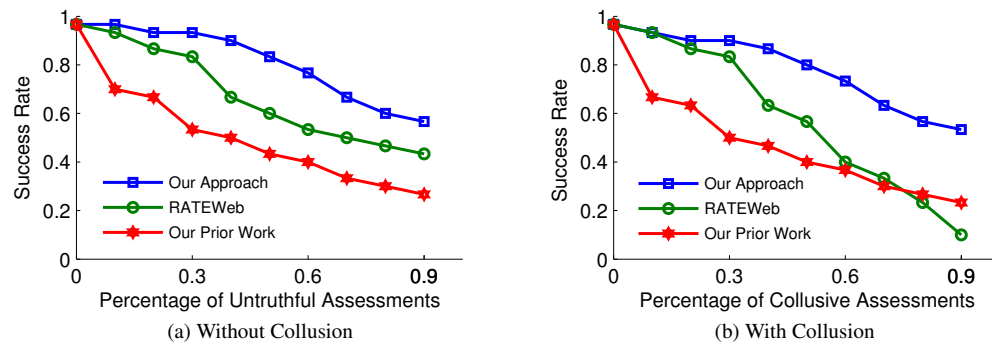 1
0.8
0.6
0.4
0.2
0
Success Rate
Our Approach
RATEWeb
Our Prior Work
0 0.3 0.6 0.9
Percentage of Untruthful Assessments
(a) Without Collusion
1
0.8
0.6
0.4
0.2
0
Success Rate
Our Approach
RATEWeb
Our Prior Work
0 0.3 0.6 0.9
Percentage of Collusive Assessments
(b) With Collusion